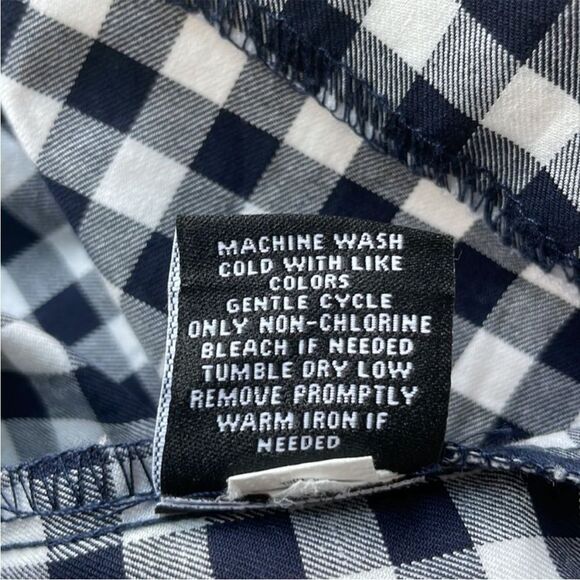 MACHINE WASH
COLD WITH LIKE
COLORS
GENTLE CYCLE
ONLY NON-CHLORINE
BLEACH IF NEEDED
TUMBLE DRY LOW
REMOVE PROMPTLY
WARM IRON IF
NEEDED